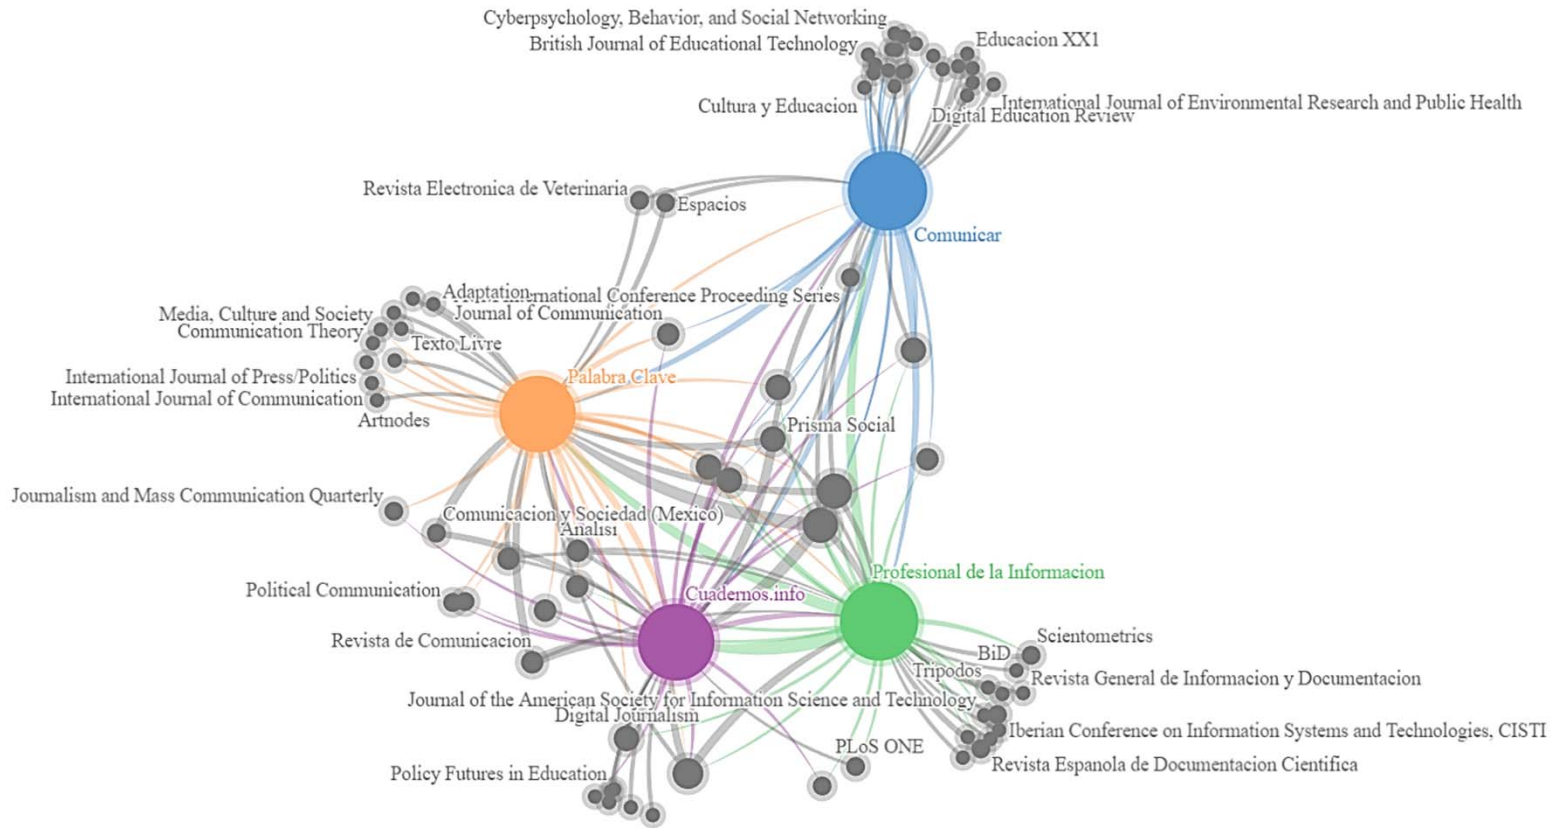 Cyberpsychology, Behavior, and Social Networking
British Journal of Educational Technology
Educacion XX1
Cultura y Educacion
International Journal of Environmental Research and Public Health
Digital Education Review
Revista Electronica de Veterinaria
Espacios
Comunicar
Adaptation
International Conference Proceeding Series
Media, Culture and Society
Journal of Communication
Communication Theory
Texto Livre
International Journal of Press/Politics
Palabra Clave
International Journal of Communication
Artnodes
Prisma Social
Journalism and Mass Communication Quarterly
Comunicacion y Sociedad (Mexico)
Analisi
Profesional de la Informacion
Political Communication
Cuadernos.info
Revista de Comunicacion
Scientometrics
BiD
Tripodos
Revista General de Informacion y Documentacion
Journal of the American Society for Information Science and Technology
Digital Journalism
Iberian Conference on Information Systems and Technologies, CISTI
PLoS ONE
Revista Espanola de Documentacion Cientifica
Policy Futures in Education